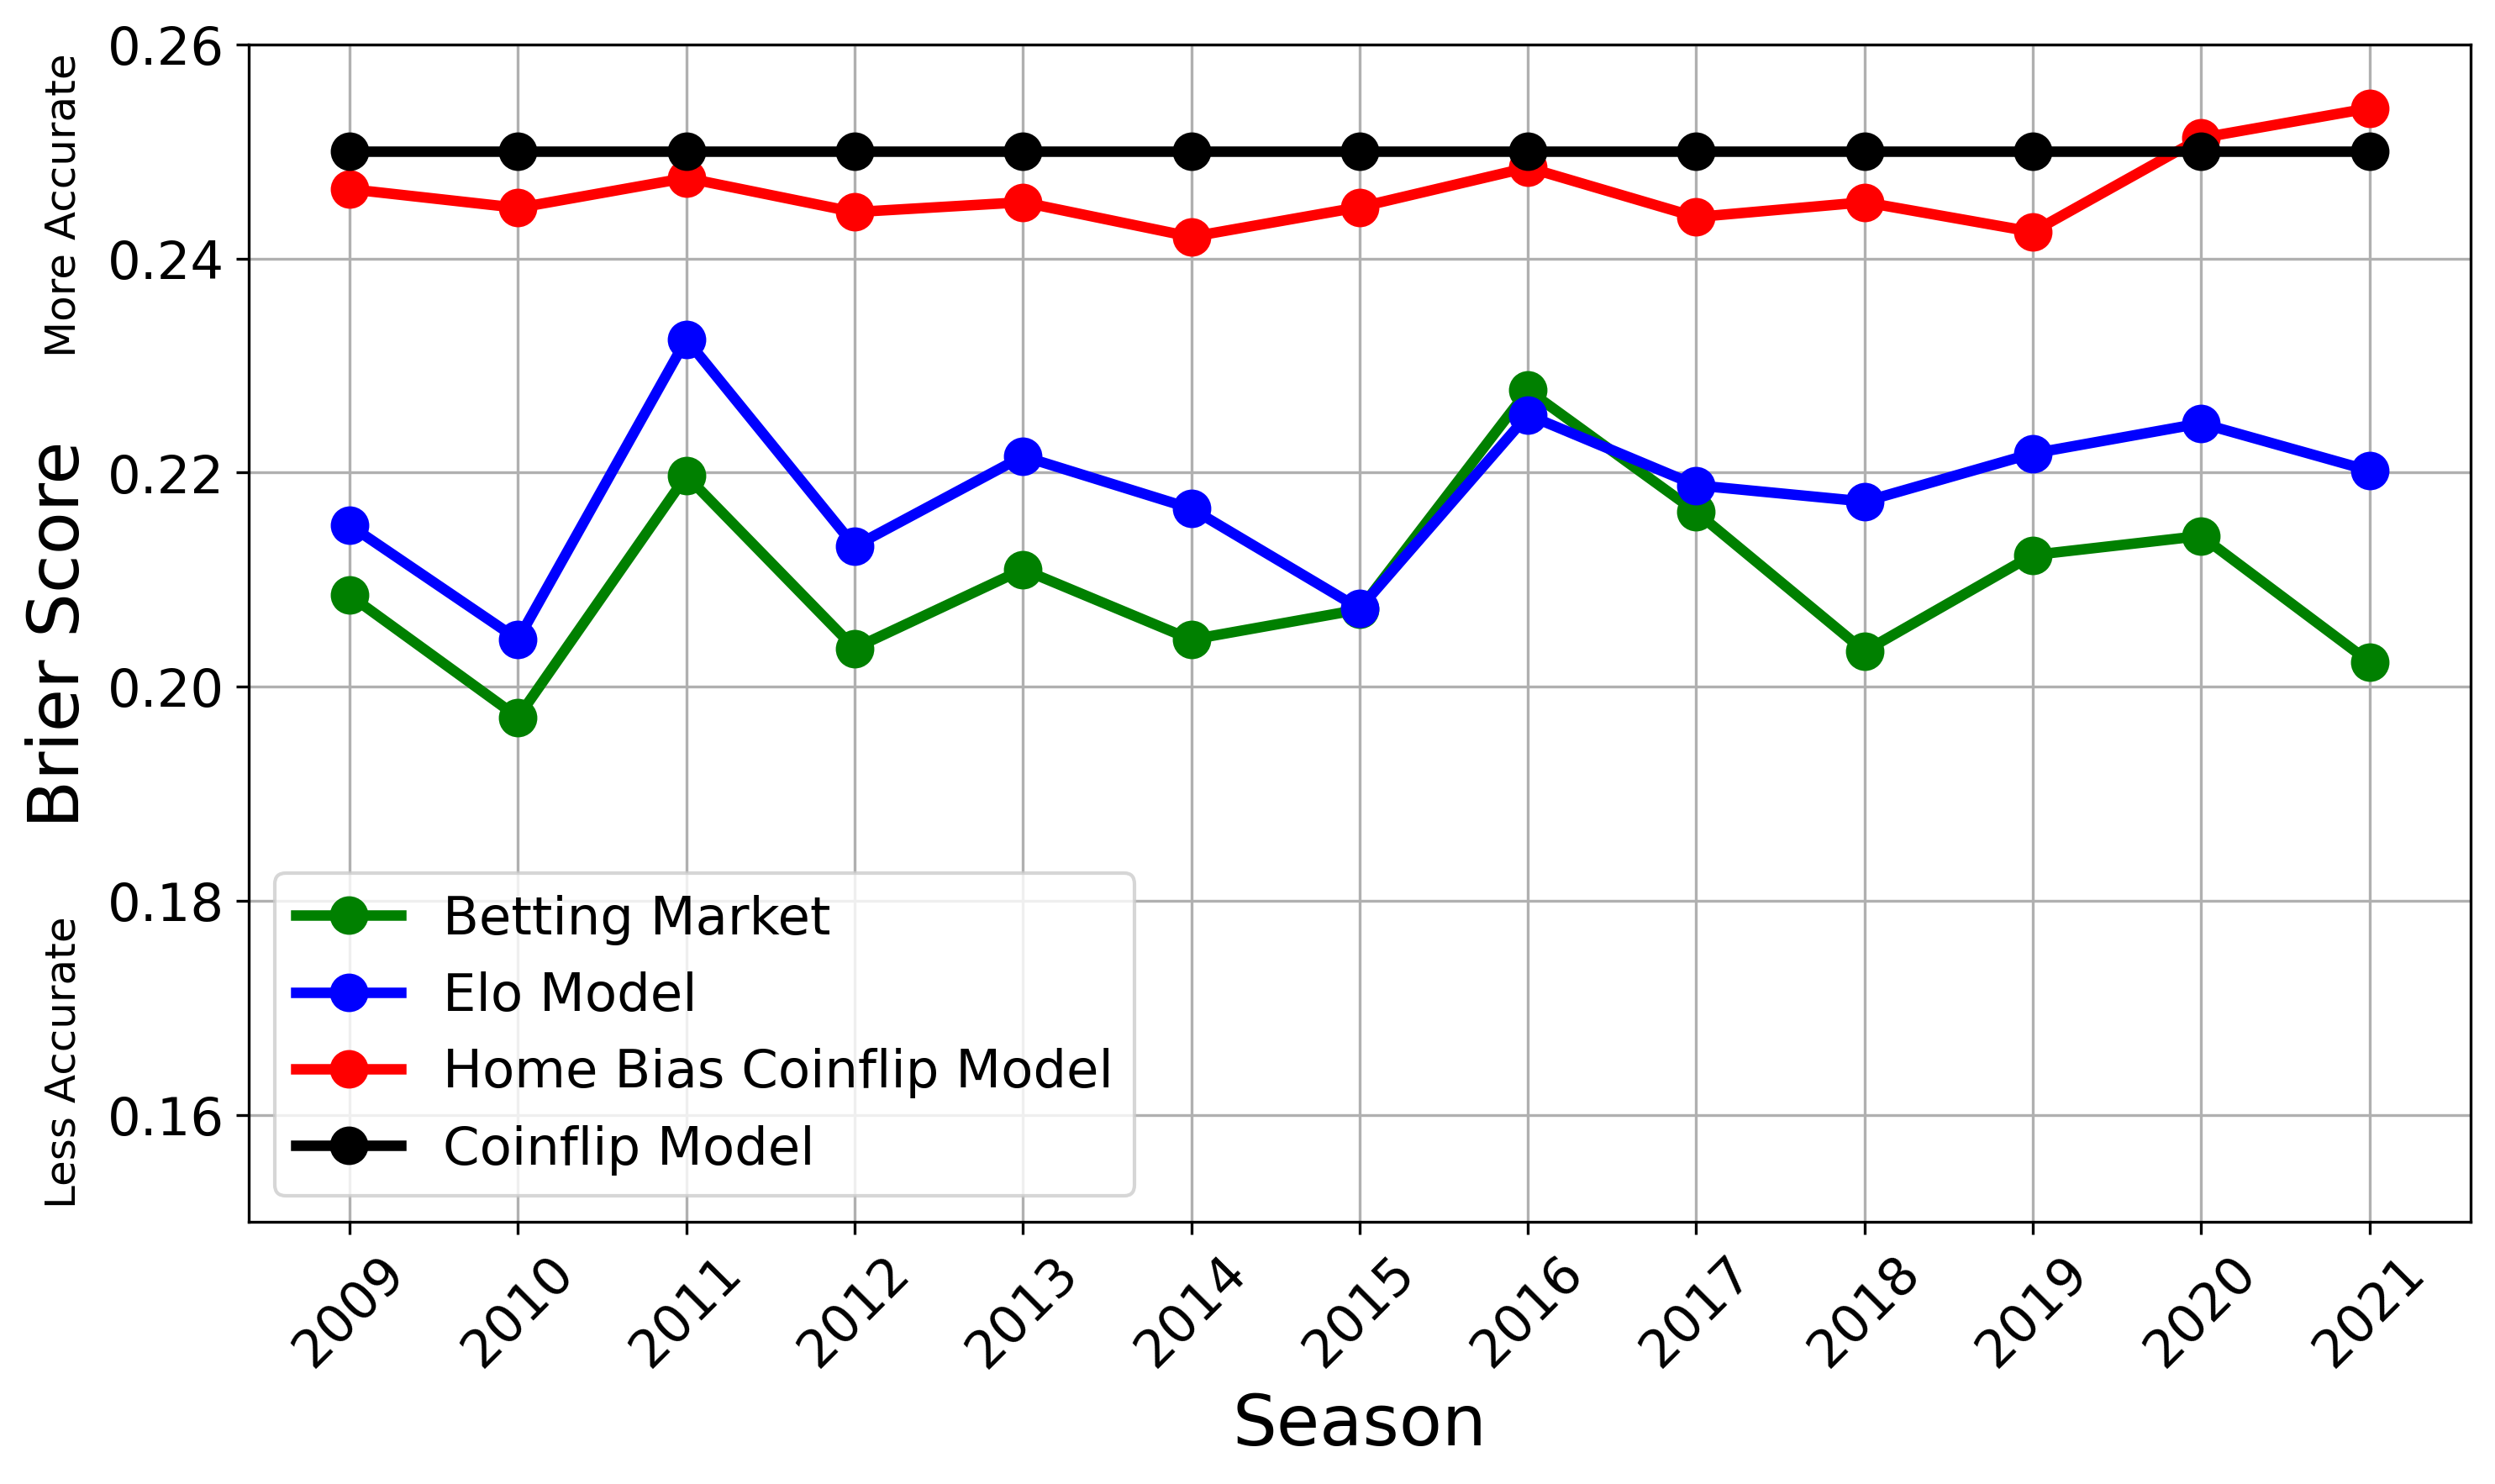 More Accurate
Brier Score
Less Accurate
0.26
0.24
0.22
0.20
0.18
0.16
Betting Market
Elo Model
Home Bias Coinflip Model
Coinflip Model
2009
2010
2011
2012
2013
2014
2015
2016
2017
2018
2019
2020
2021
Season